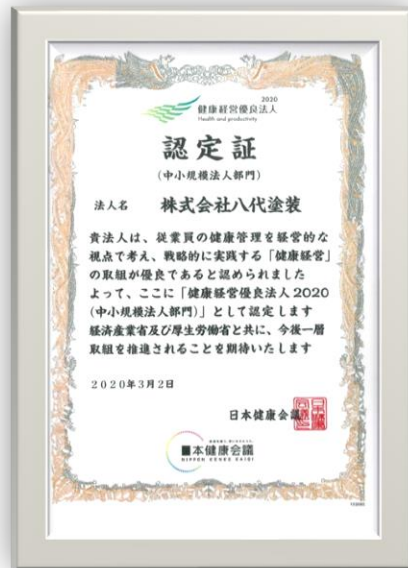 2020
健康経営優良法人
Health and productivity
認定証
(中小規模法人部門)
法人名 株式会社八代塗装
貴法人は、従業員の健康管理を経営的な
視点で考え、戦略的に実践する「健康経営」
の取組が優良であると認められました
よって、ここに「健康経営優良法人2020
(中小規模法人部門)」として認定します
経済産業省及び厚生労働省と共に、今後一層
取組を推進されることを期待いたします
2020年3月2日
日本健康会議
日本健康会議
NIPPON KENKO KAIGI